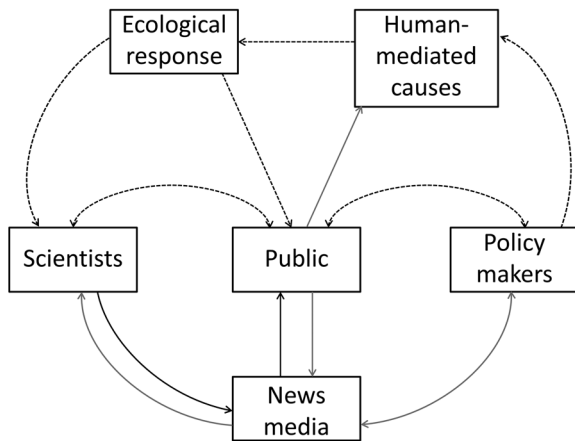 Ecological
response
Human-
mediated
causes
Scientists
Public
Policy
makers
News
media